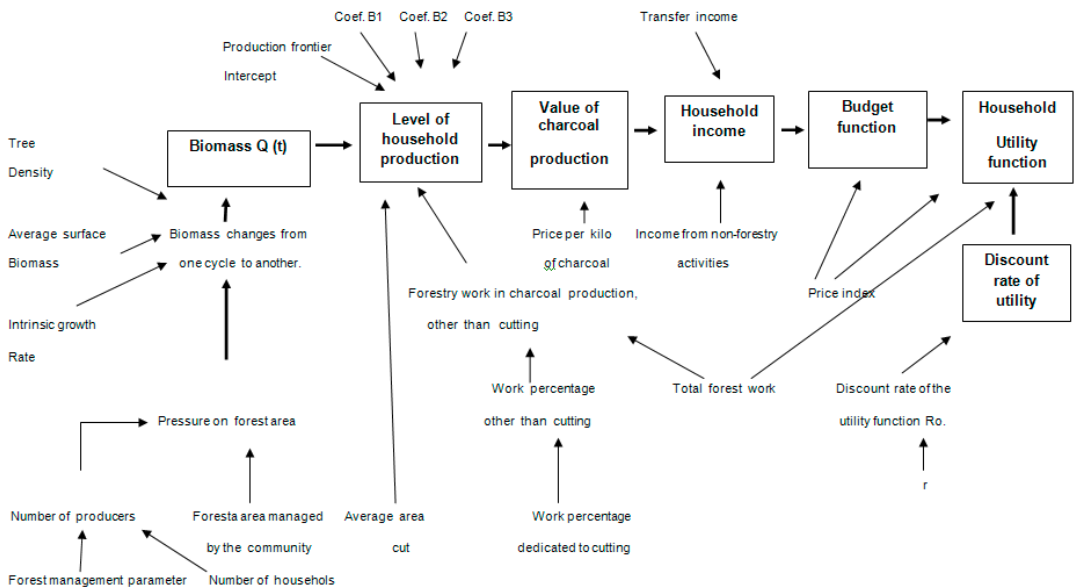 Coef. B1
Coef. B2
Coef. B3
Transfer income
Production frontier
Intercept
Level of
household
production
Value of
charcoal
production
Household
income
Budget
function
Household
Utility
function
Biomass Q (t)
Tree
Density
Average surface
Biomass
Biomass changes from
one cycle to another.
Price per kilo
of charcoal
Income from non-forestry
activities
Discount
rate of
utility
Forestry work in charcoal production,
other than cutting
Price index
Intrinsic growth
Rate
Work percentage
other than cutting
Total forest work
Discount rate of the
utility function Ro.
Pressure on forest area
r
Number of producers
Foresta area managed
by the community
Average area
cut
Work percentage
dedicated to cutting
Forest management parameter
Number of househols